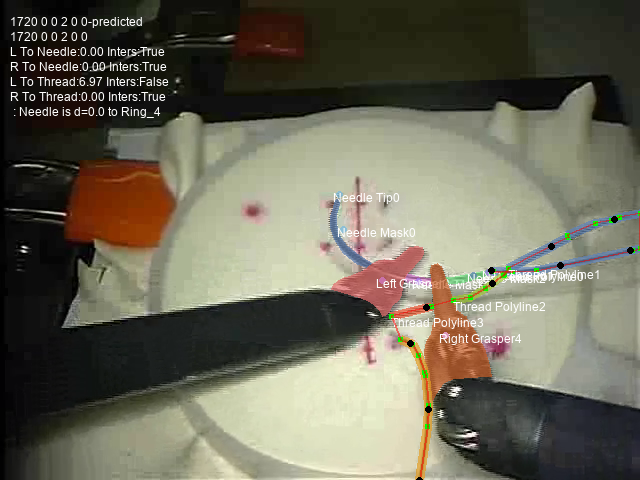 1720 0 0 2 0 0-predicted
1720 0 0 2 0 0
L To Needle:0.00 Inters:True
R To Needle:0.00 Inters:True
L To Thread:6.97 Inters:False
R To Thread:0.00 Inters:True
: Needle is d=0.0 to Ring_4
Needle Tip0
Needle Mask0
Left Gr
Thread Polyline1
Thread Polyline2
Thread Polyline3
Right Grasper4